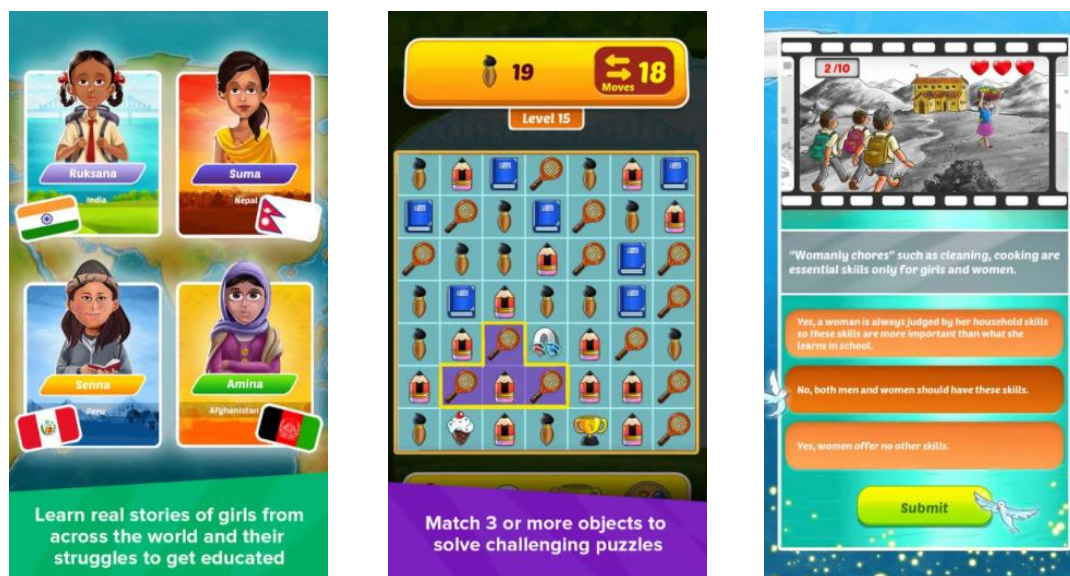 Ruksana
India
Suma
Nepal
Senna
Peru
Amina
Afghanistan
Learn real stories of girls from
across the world and their
struggles to get educated
19
18
Moves
Level 15
Match 3 or more objects to
solve challenging puzzles
2 /10
"Womanly chores" such as cleaning, cooking are
essential skills only for girls and women.
Yes, a woman is always judged by her household skills
so these skills are more important than what she
learns in school.
No, both men and women should have these skills.
Yes, women offer no other skills.
Submit